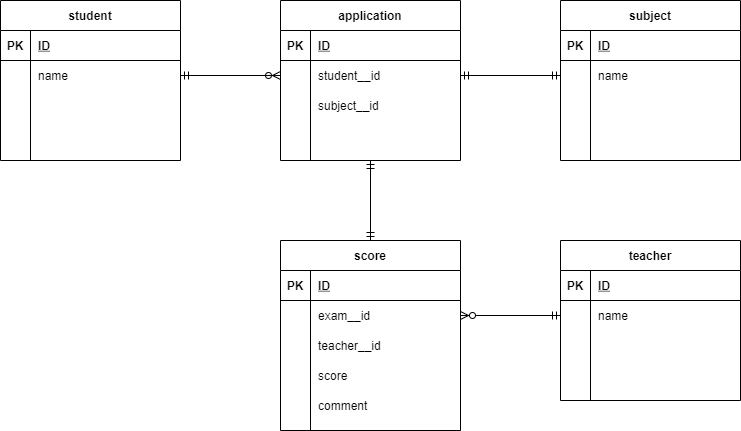 student
PK ID
name
application
PK ID
student__id
subject__id
subject
PK ID
name
score
PK ID
exam__id
teacher__id
score
comment
teacher
PK ID
name